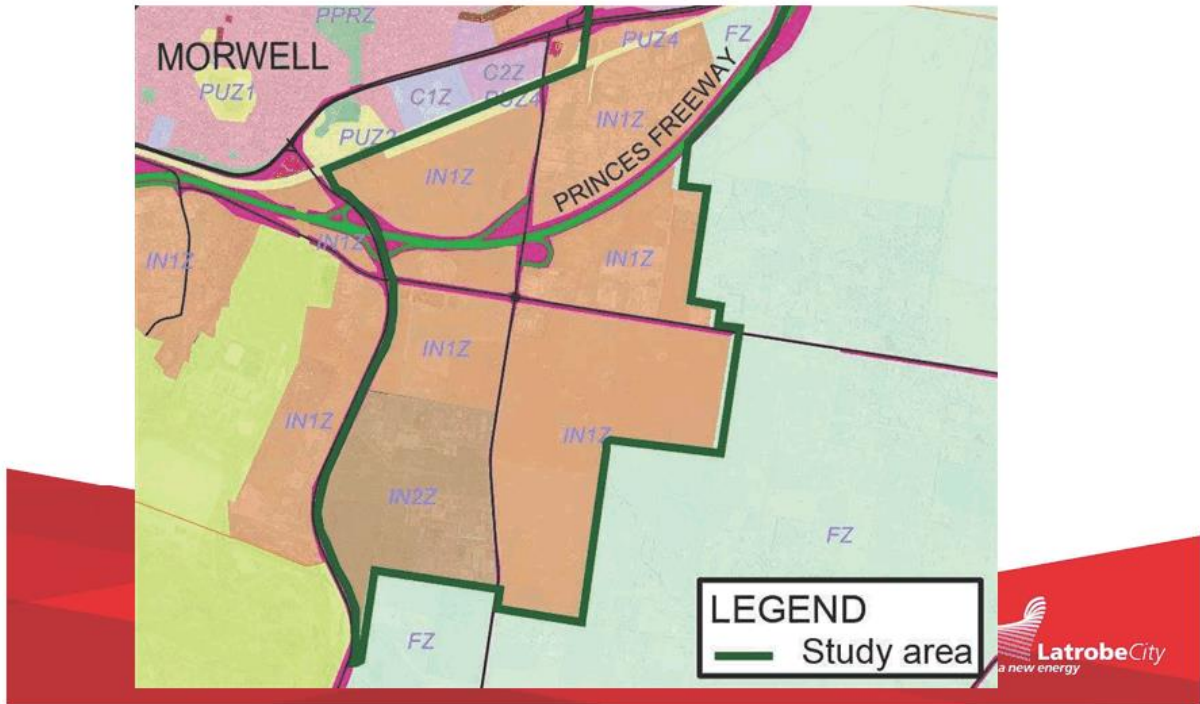 PPRZ
MORWELL
PUZ1
PUZ4
FZ
C2Z
C1Z
PUZ4
PUZ2
IN1Z
PRINCES FREEWAY
IN1Z
IN1Z
IN1Z
IN1Z
IN1Z
IN1Z
IN1Z
IN2Z
FZ
FZ
LEGEND
Study area
LatrobeCity
a new energy